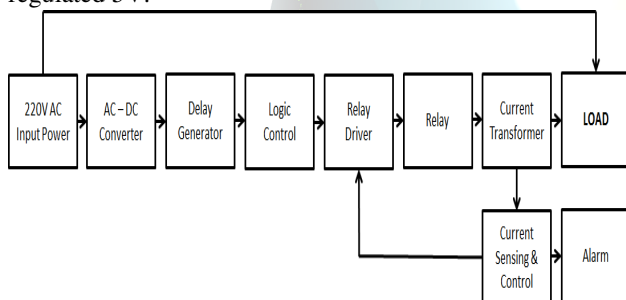 regulated 5V.
220V AC
Input Power
AC – DC
Converter
Delay
Generator
Logic
Control
Relay
Driver
Relay
Current
Transformer
LOAD
Current
Sensing &
Control
Alarm